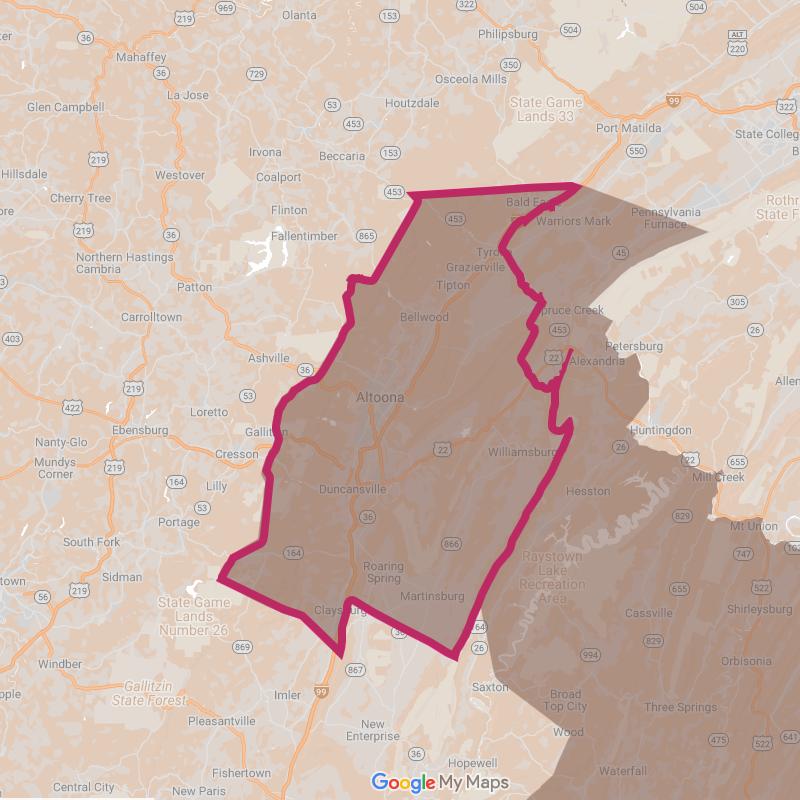 969
322
504
Olanta
219
153
504
36
Philipsburg
ALT
220
Mahaffey
36
729
350
Osceola Mills
La Jose
99
Glen Campbell
53
Houtzdale
State Game
Lands 33
322
453
Port Matilda
State Colleg
219
Irvona
153
Beccaria
550
Hillsdale
Westover
Coalport
Cherry Tree
453
Flinton
Bald Ea
Pennsylvania
Furnace
Rothr
State F
219
36
865
453
Warriors Mark
Fallentimber
Northern Hastings
Cambria
Tyro
45
Grazierville
Patton
Tipton
305
Carrolltown
Bellwood
Spruce Creek
403
453
26
Ashville
22
Petersburg
36
Alexandria
219
53
Altoona
Allen
422
Loretto
Ebensburg
Gallitzin
Huntingdon
Nanty-Glo
Cresson
22
Williamsburg
26
Mundys
Corner
219
22
655
164
Lilly
Duncansville
Mill Creek
53
Hesston
Portage
36
829
Mt Union
South Fork
164
866
747
Raystown
Lake
Recreation
Area
Roaring
Spring
town
Sidman
655
522
56
State Game
Lands
Number 26
Martinsburg
Cassville
Shirleysburg
Claysburg
869
36
64
829
26
994
Windber
867
Orbisonia
Gallitzin
State Forest
Imler
99
Saxton
Broad
Top City
Three Springs
Pleasantville
New
Enterprise
Wood
475
522
641
36
Fishertown
Hopewell
Waterfall
Central City
New Paris
Google My Maps